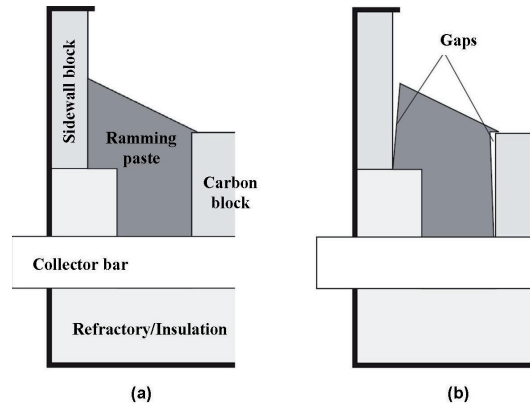 Sidewall block
Ramming
paste
Carbon
block
Collector bar
Refractory/Insulation
(a)
Gaps
(b)